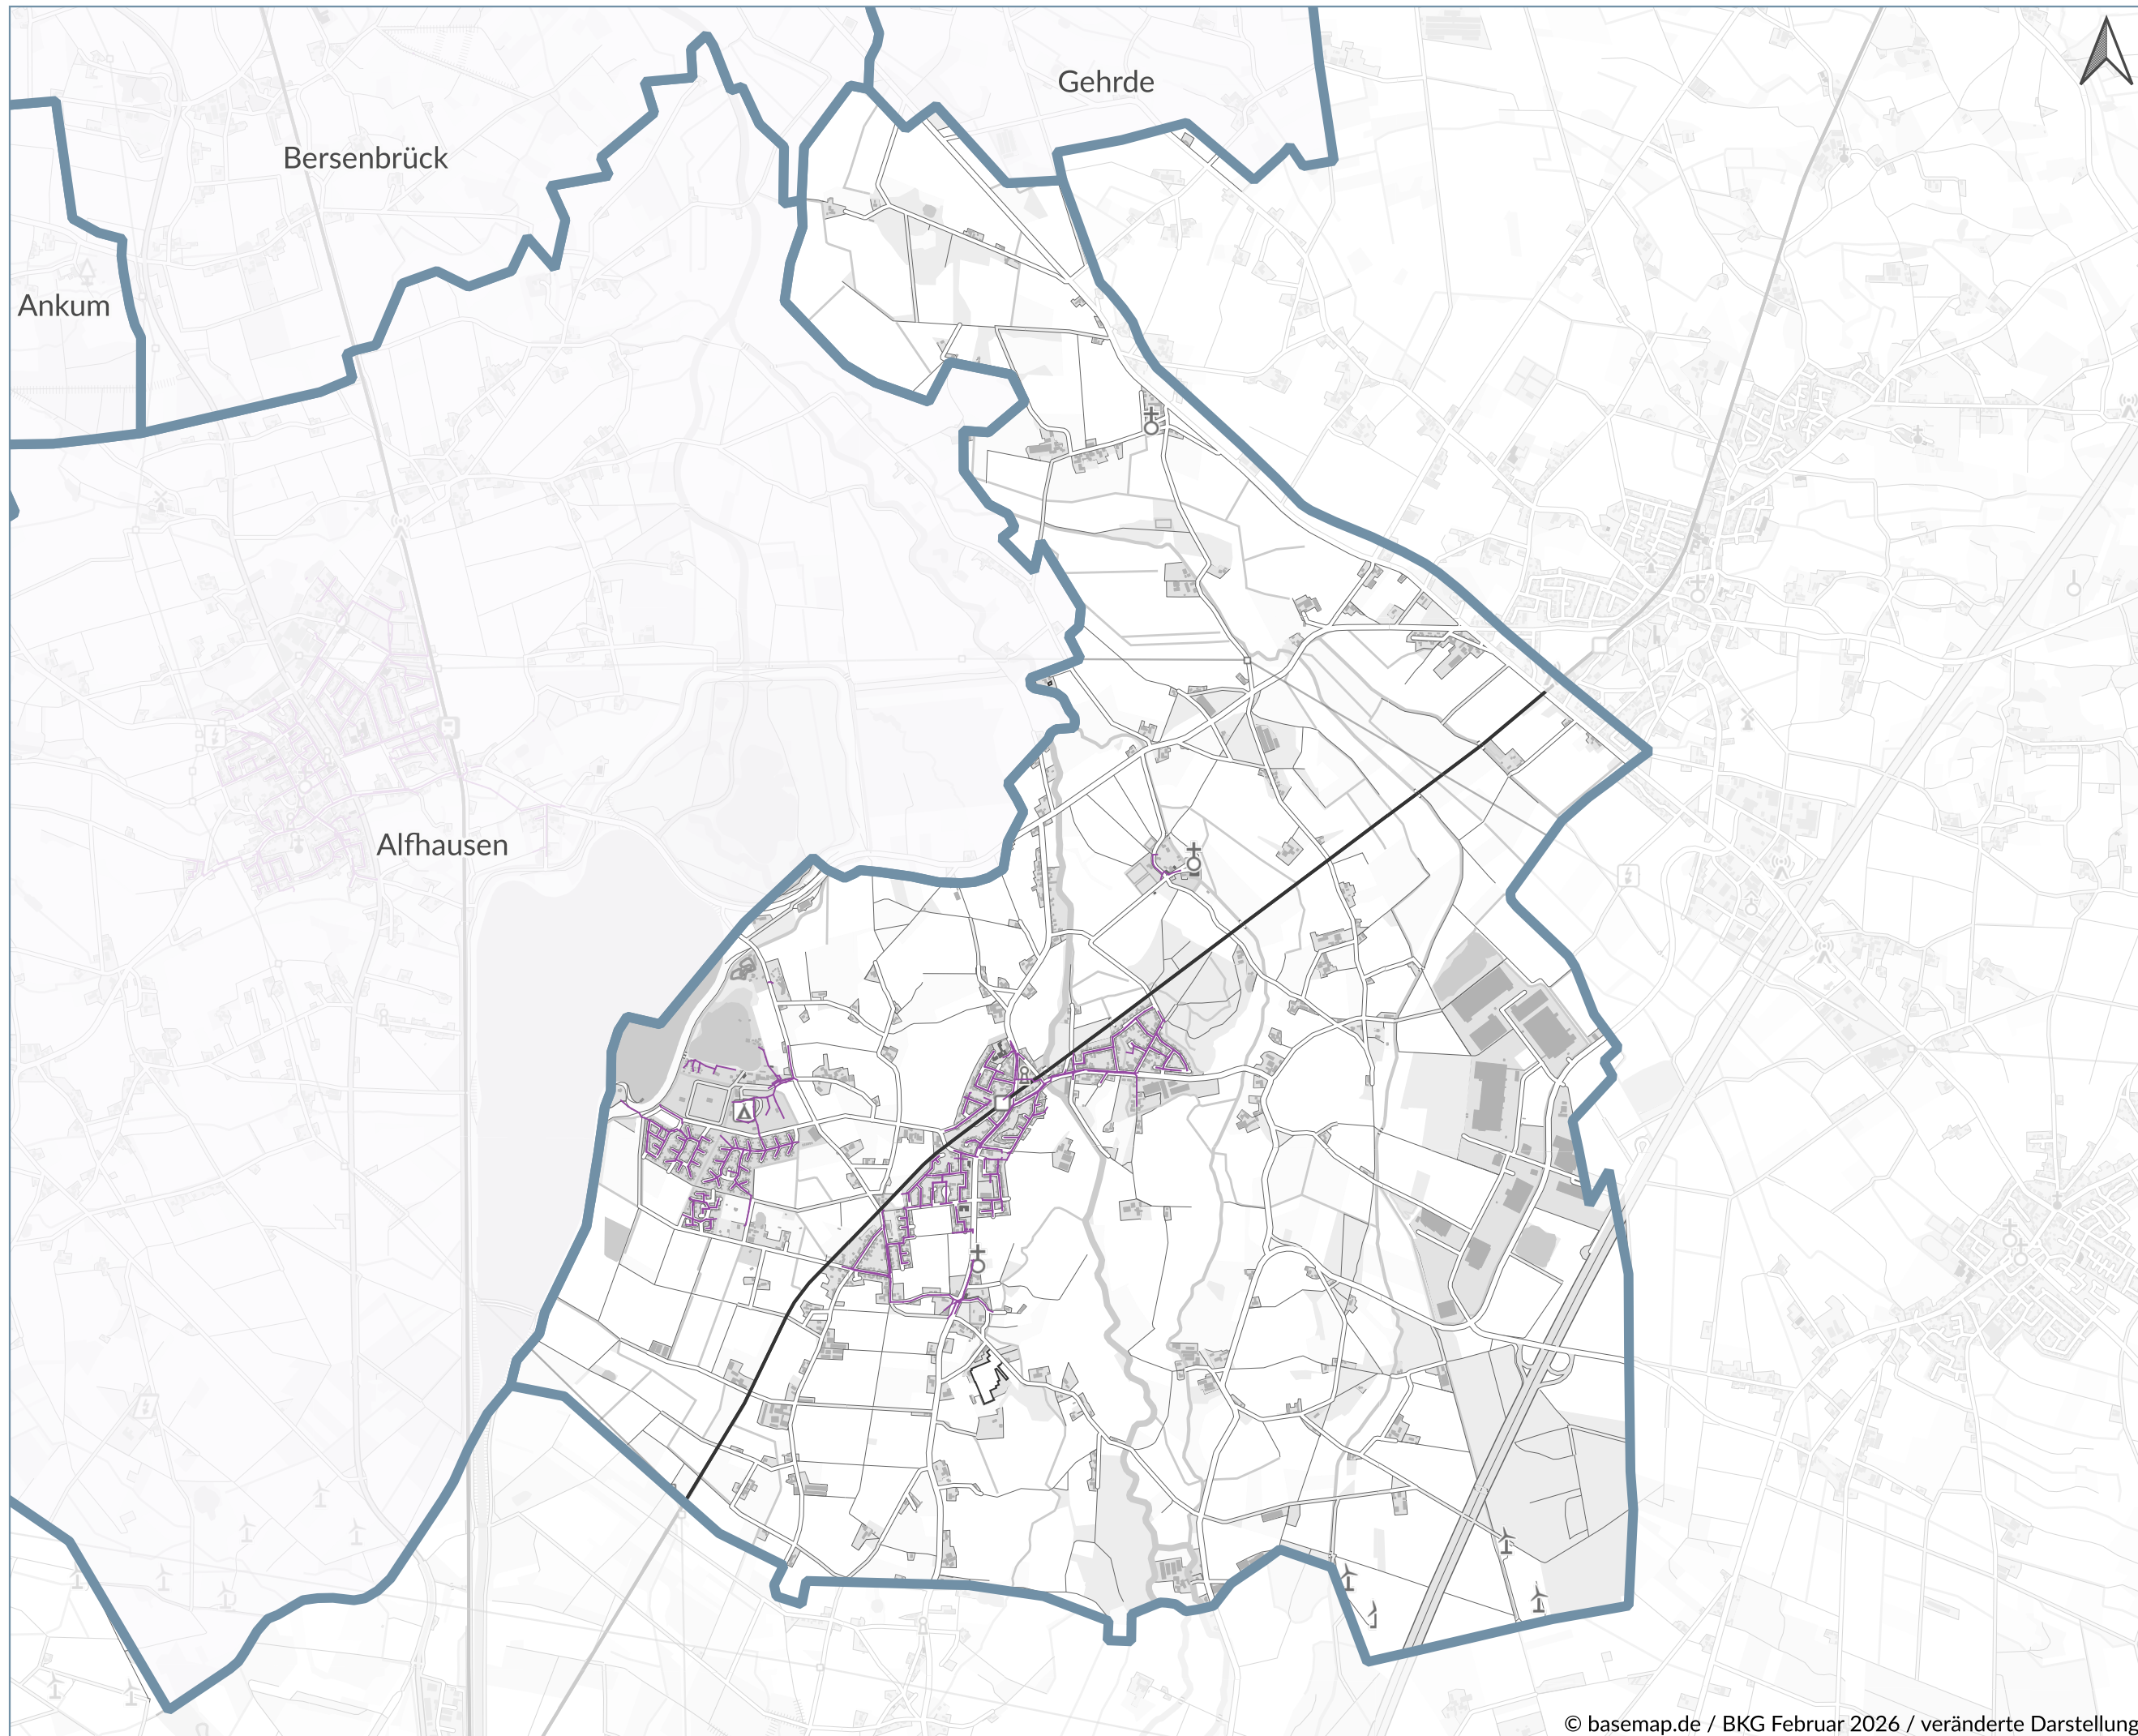 Gehrde
Bersenbrück
Ankum
Alfhausen
© basemap.de / BKG Februar 2026 / veränderte Darstellung